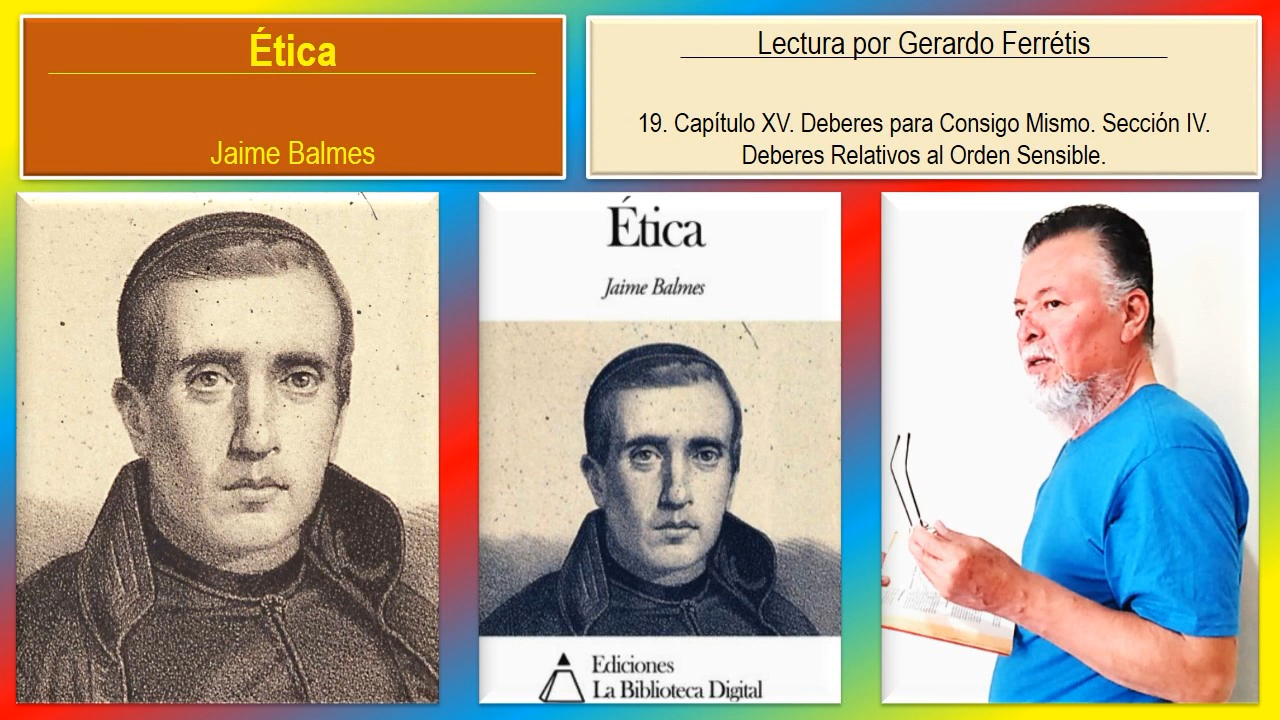 Ética
Jaime Balmes
Lectura por Gerardo Ferrétis
19. Capítulo XV. Deberes para Consigo Mismo. Sección IV.
Deberes Relativos al Orden Sensible.
Ética
Jaime Balmes
Ediciones
La Biblioteca Digital